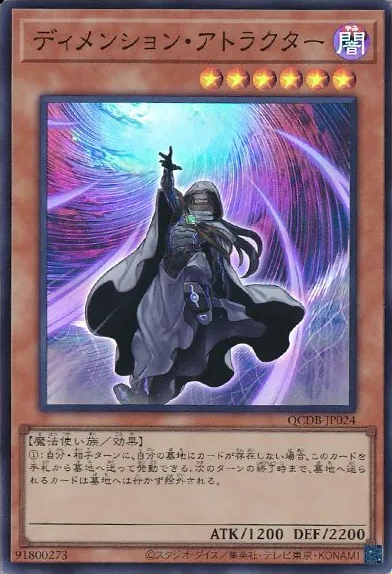 ディメンション・アトラクター
闇
QCDB-JP024
【魔法使い族/効果】
①:自分・相手ターンに、自分の墓地にカードが存在しない場合、このカードを
手札から墓地へ送って発動できる。次のターンの終了時まで、墓地へ送ら
れるカードは墓地へは行かず除外される。
ATK/1200 DEF/2200
91800273 ©スタジオ・ダイス/集英社・テレビ東京・KONAMI